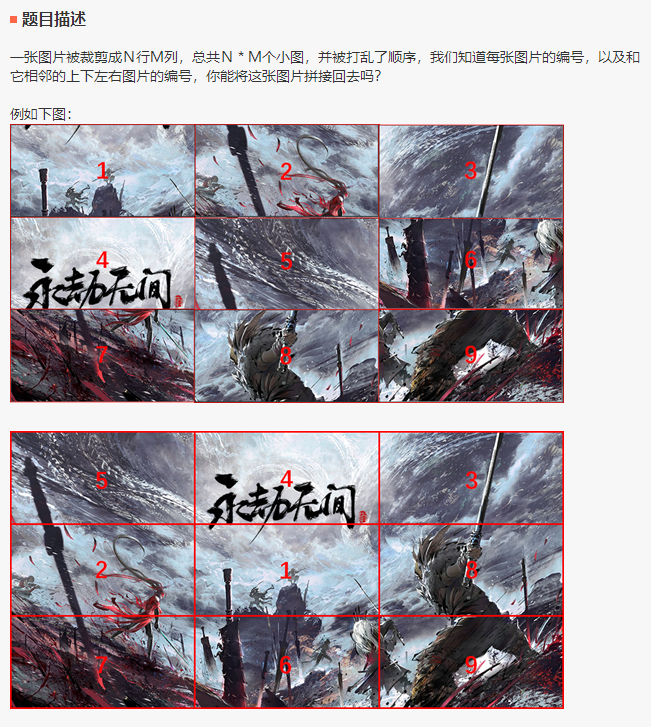 题目描述
一张图片被裁剪成N行M列，总共N * M个小图，并被打乱了顺序，我们知道每张图片的编号，以及和
它相邻的上下左右图片的编号，你能将这张图片拼接回去吗？
例如下图：
1 2 3
4 5 6
永劫无间
7 8 9
5 4 3
永劫无间
2 1 8
7 6 9